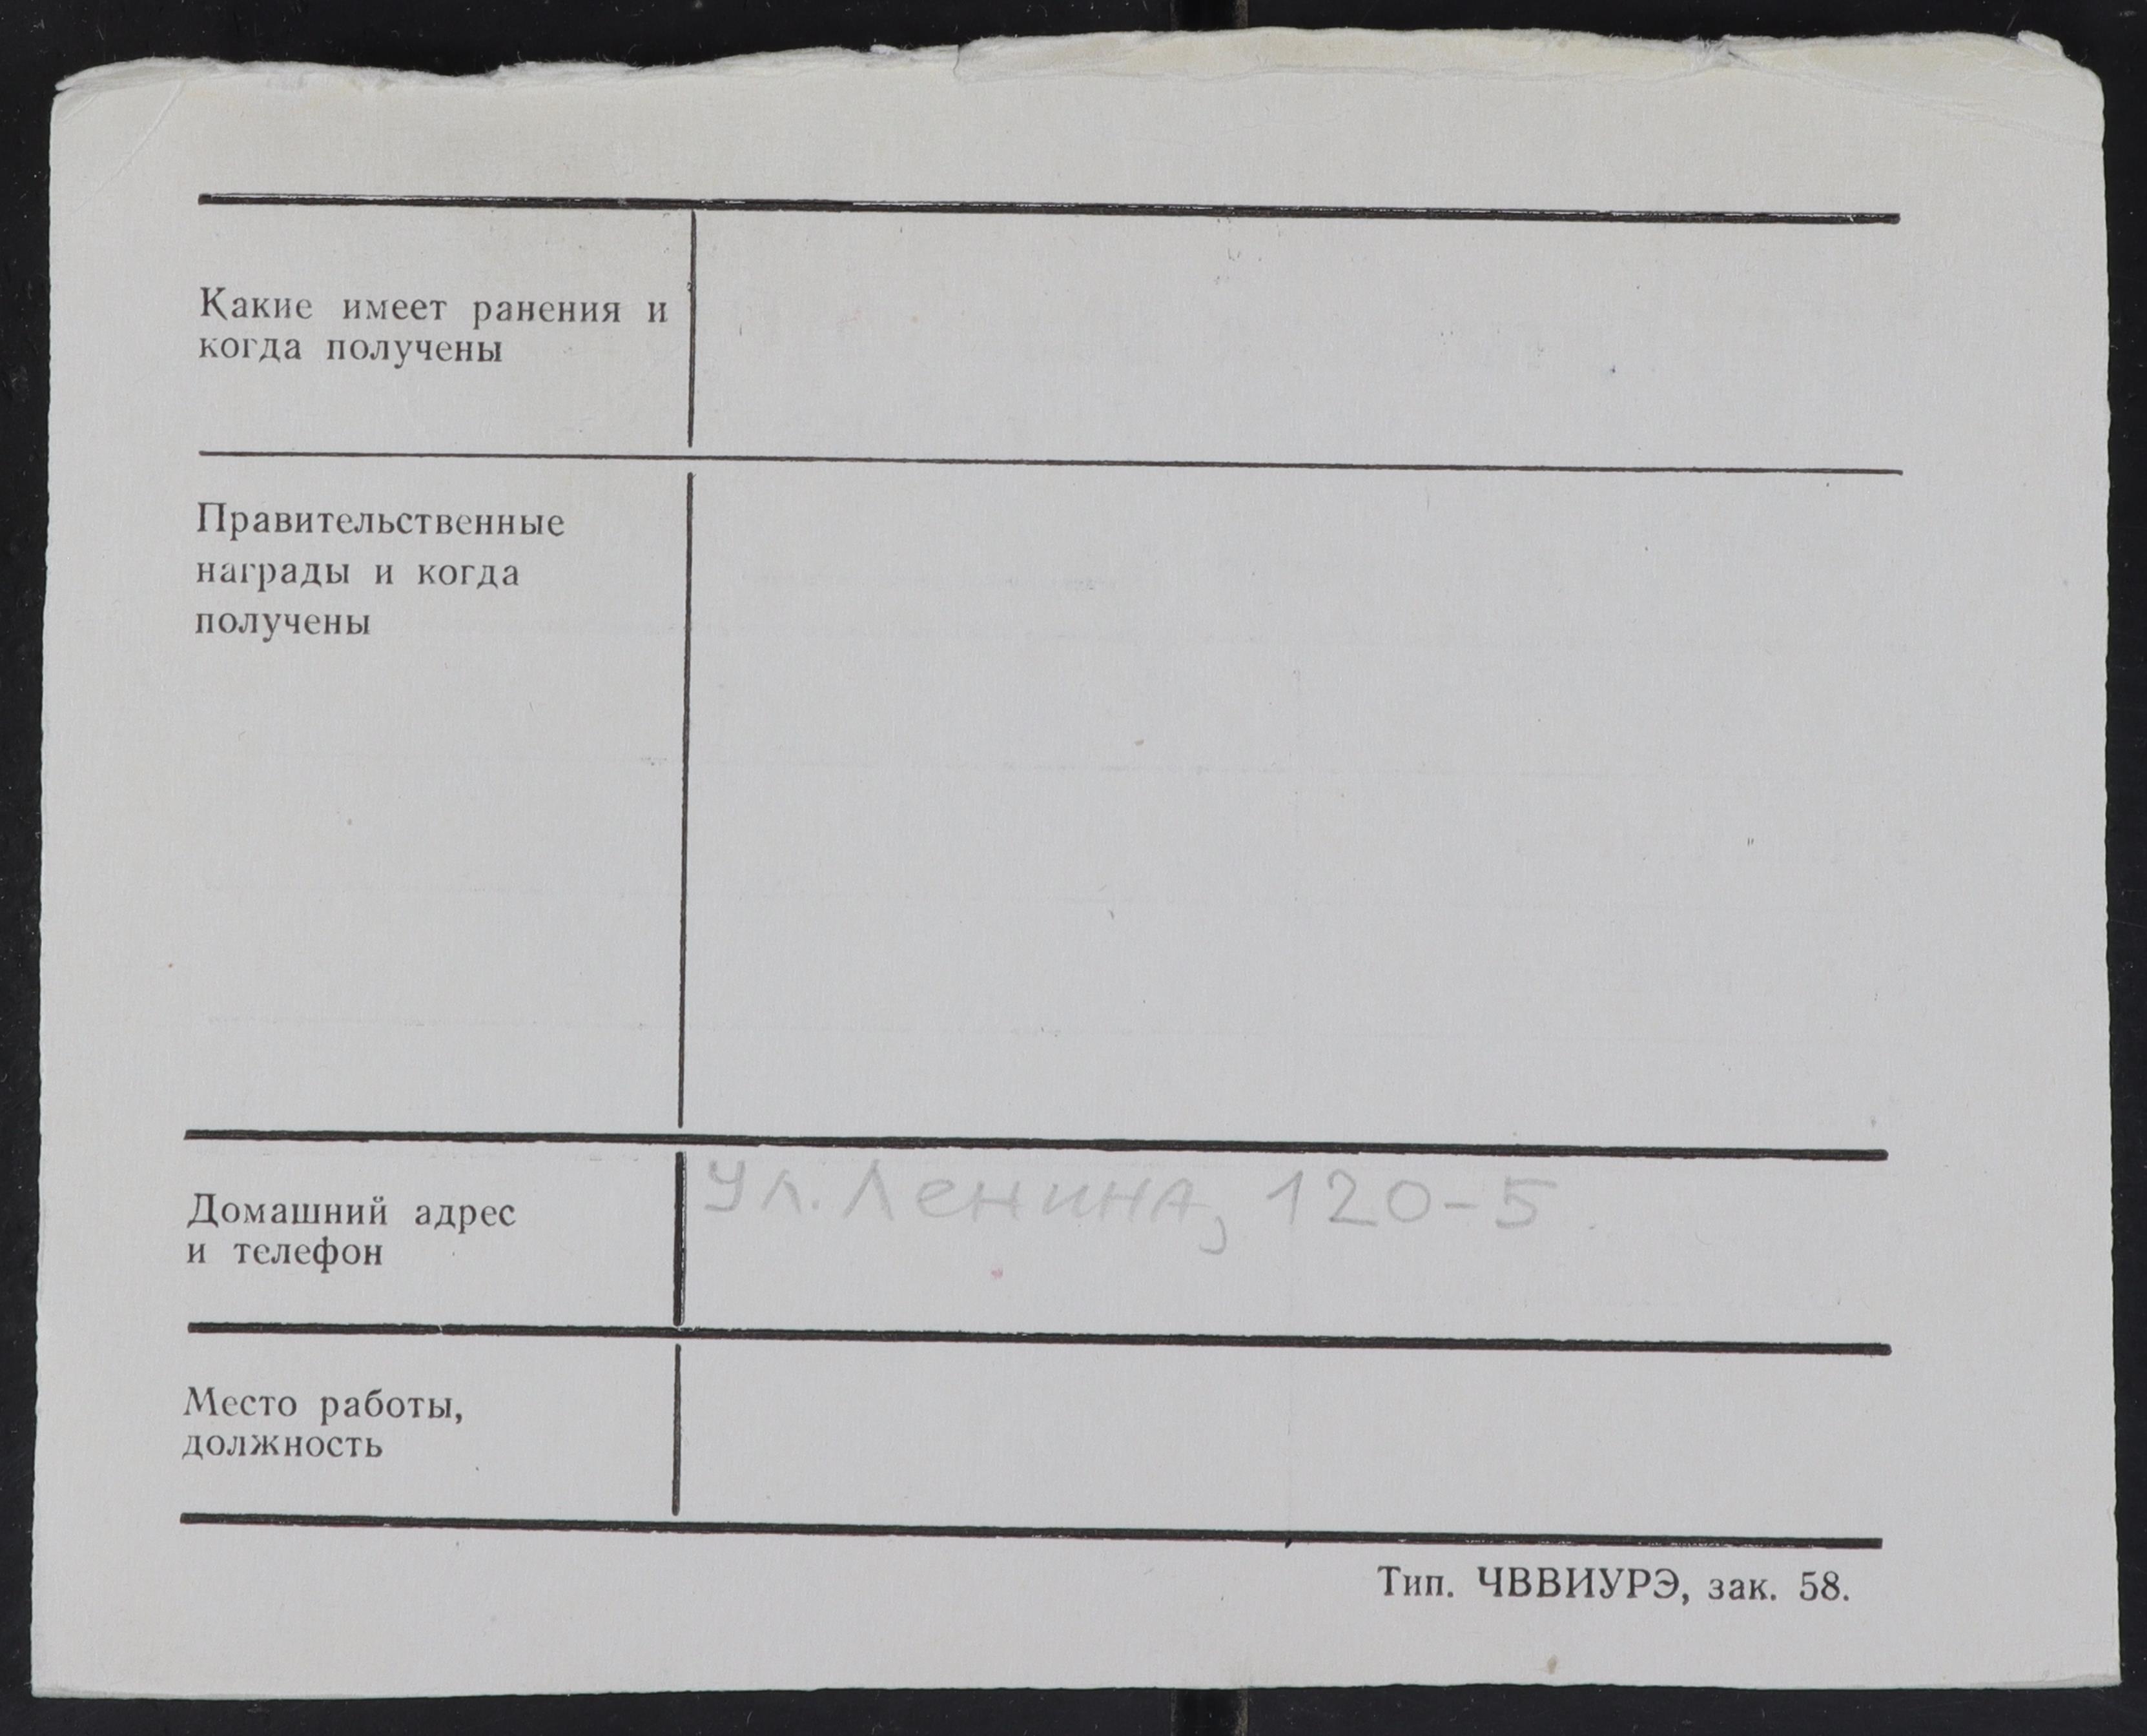 Какие имеет ранения и
когда получены
Правительственные
награды и когда
получены
Домашний адрес
и телефон
Ул. Ленина, 120-5
Место работы,
должность
Тип. ЧВВИУРЭ, зак. 58.